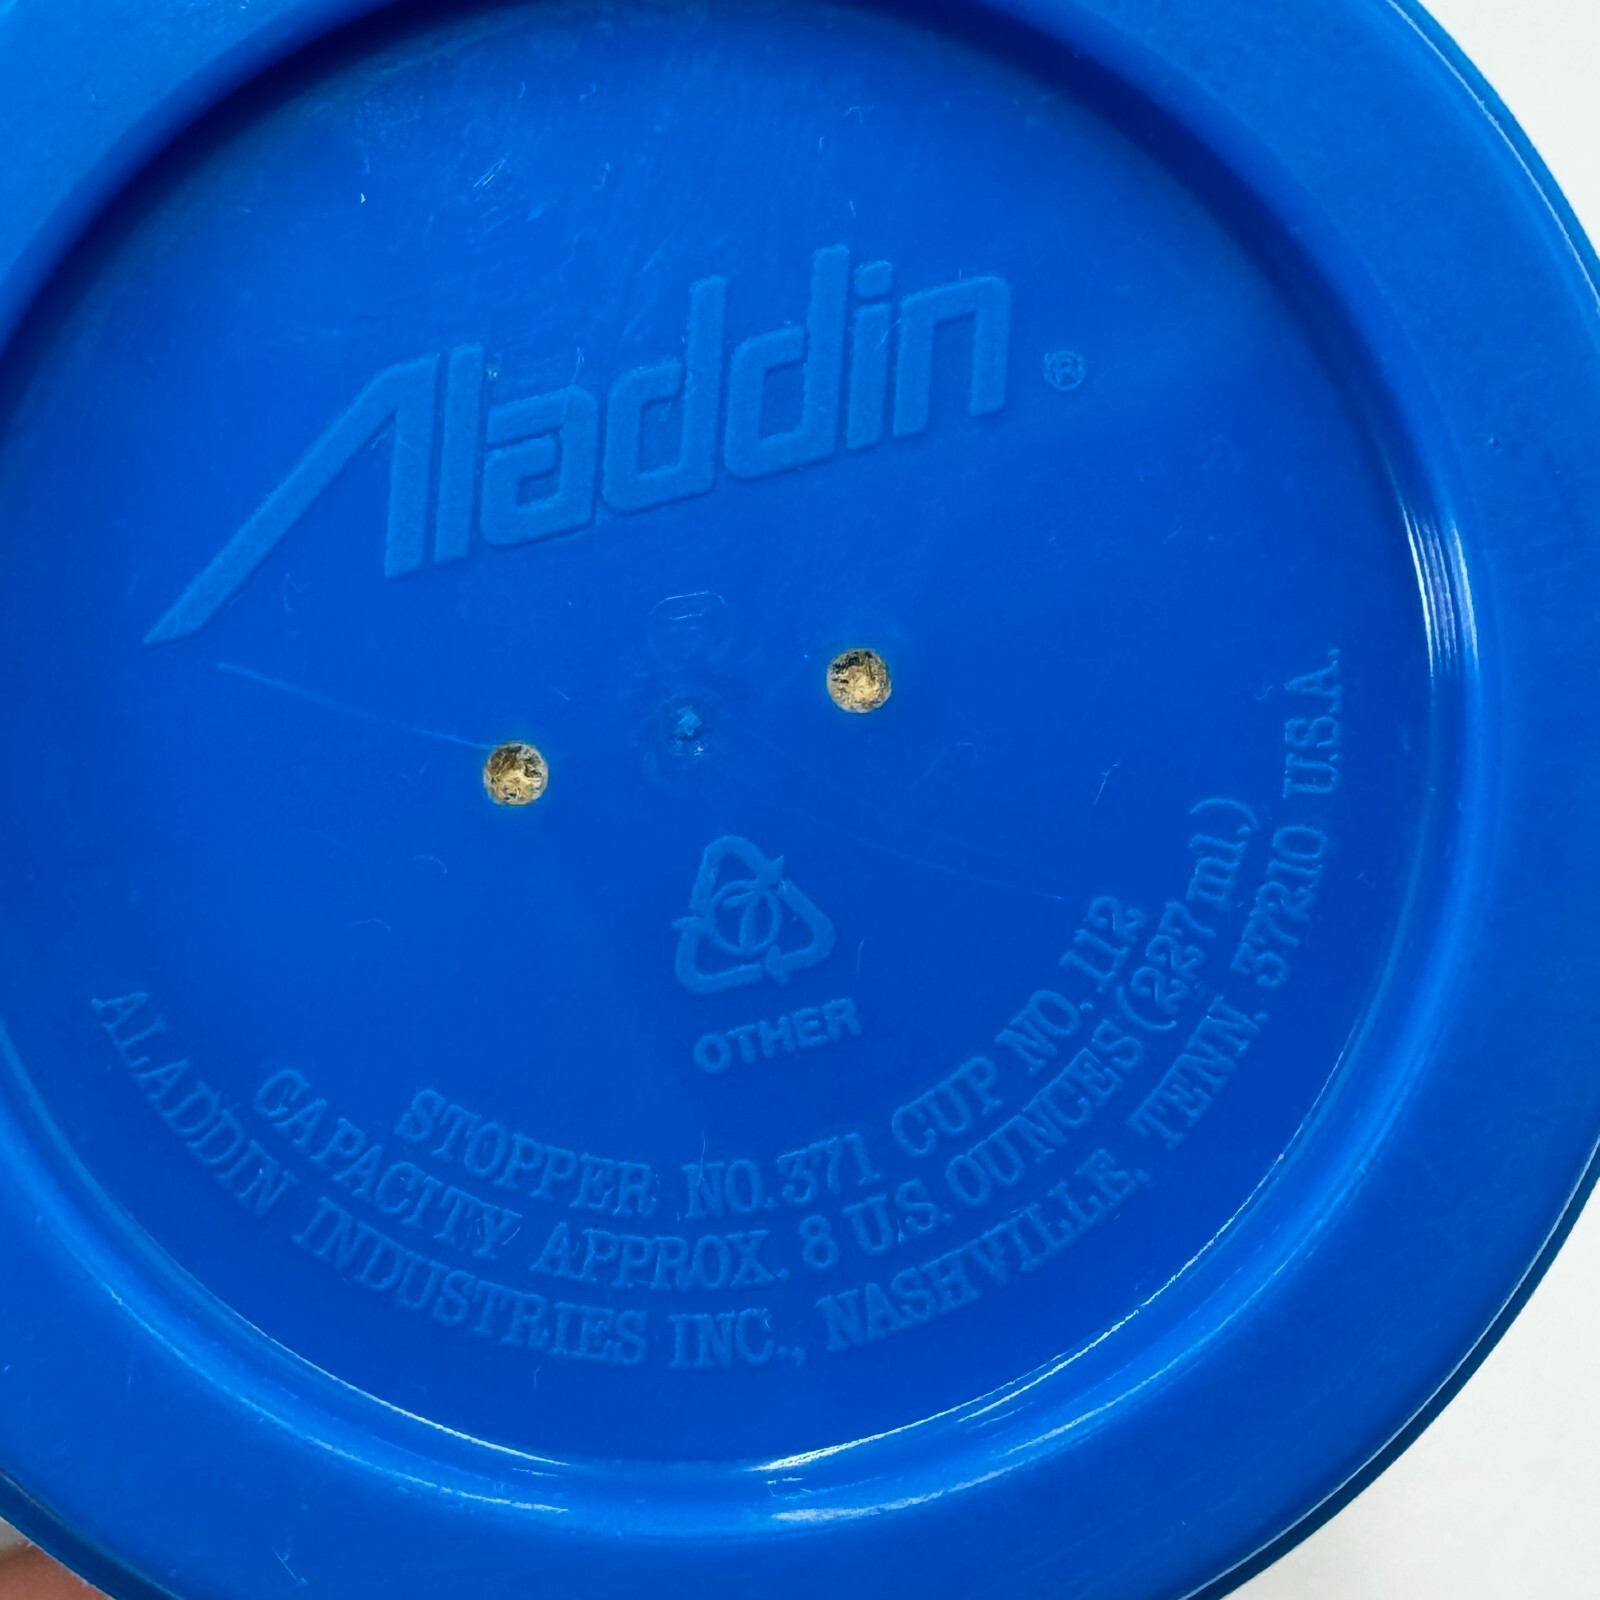 Aladdin ®
7
OTHER
STOPPER NO. 371 CUP NO. 112
CAPACITY APPROX. 8 U.S. OUNCES (227 ml.)
ALADDIN INDUSTRIES INC., NASHVILLE, TENN. 37210 U.S.A.